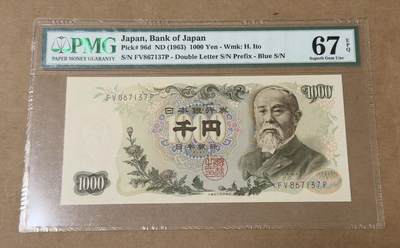 PMG
PAPER MONEY GUARANTY
Japan, Bank of Japan
Pick# 96d ND (1963) 1000 Yen - Wmk: H. Ito
S/N FV867137P - Double Letter S/N Prefix - Blue S/N
67 EPQ
Superb Gem Unc
FV867137P
1000
日本銀行券
千円
日本銀行
1000
FV867137P